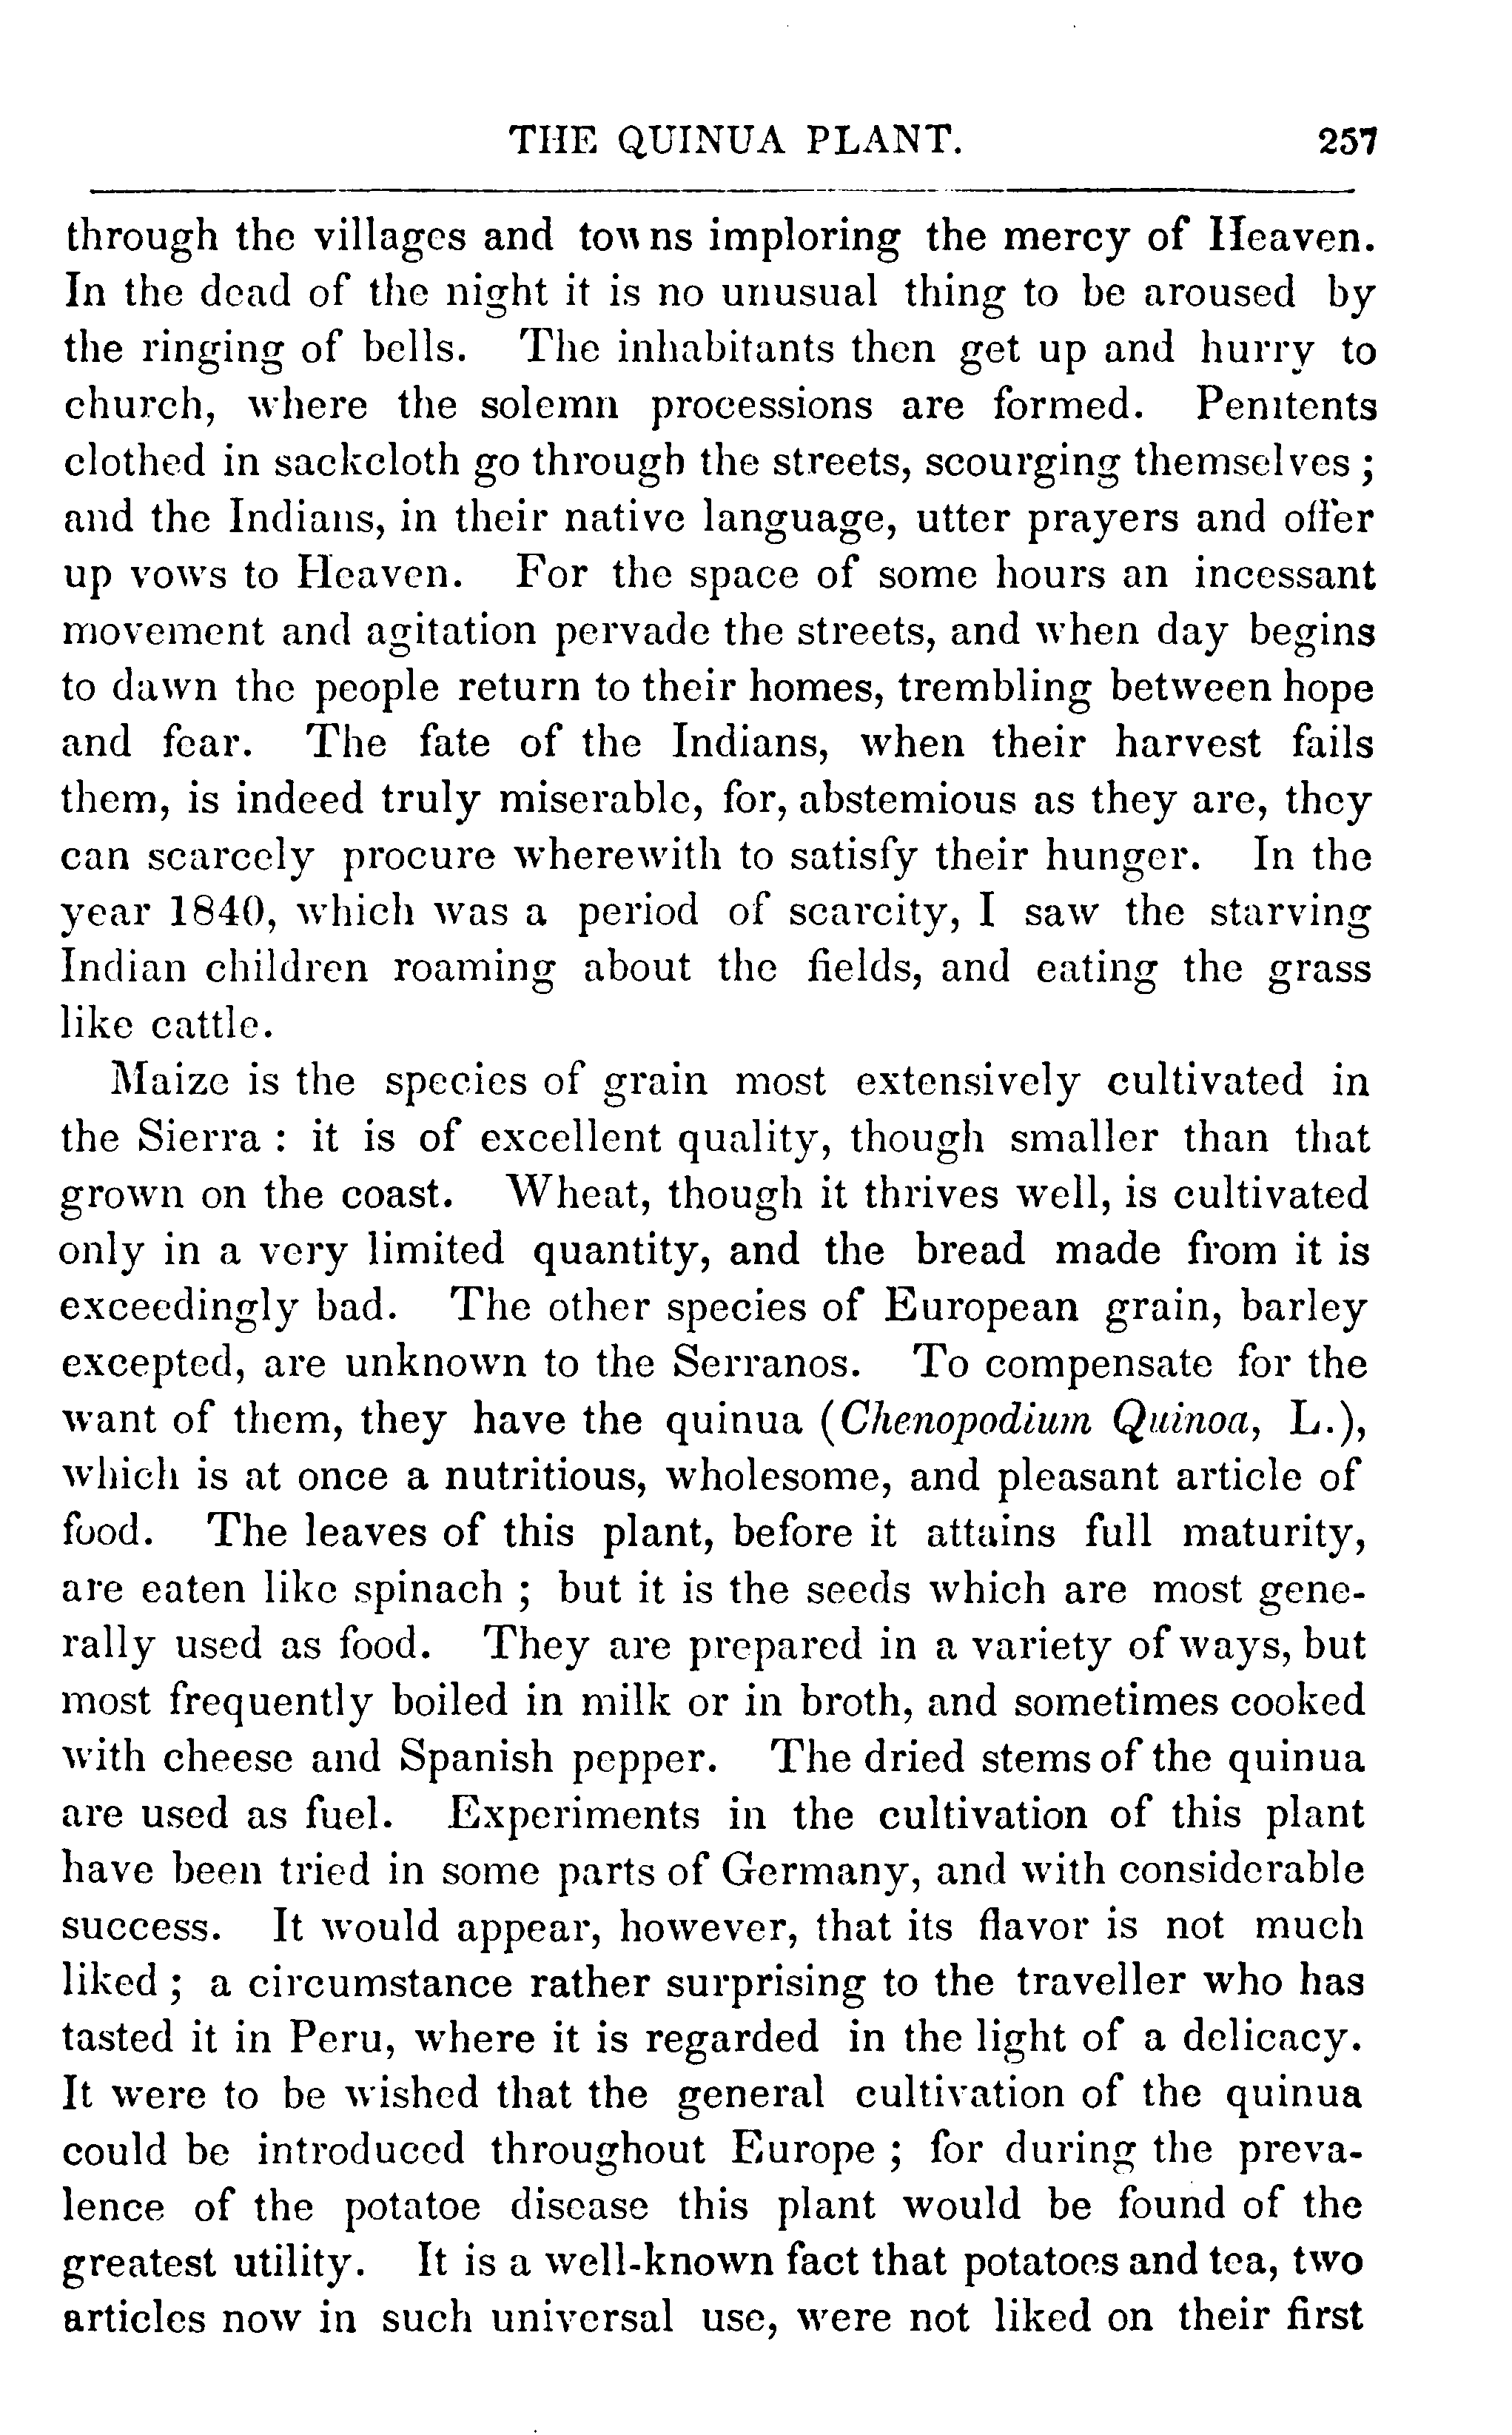 THE QUINUA PLANT. 257
through the villages and towns imploring the mercy of Heaven.
In the dead of the night it is no unusual thing to be aroused by
the ringing of bells. The inhabitants then get up and hurry to
church, where the solemn processions are formed. Penitents
clothed in sackcloth go through the streets, scourging themselves ;
and the Indians, in their native language, utter prayers and offer
up vows to Heaven. For the space of some hours an incessant
movement and agitation pervade the streets, and when day begins
to dawn the people return to their homes, trembling between hope
and fear. The fate of the Indians, when their harvest fails
them, is indeed truly miserable, for, abstemious as they are, they
can scarcely procure wherewith to satisfy their hunger. In the
year 1840, which was a period of scarcity, I saw the starving
Indian children roaming about the fields, and eating the grass
like cattle.
Maize is the species of grain most extensively cultivated in
the Sierra : it is of excellent quality, though smaller than that
grown on the coast. Wheat, though it thrives well, is cultivated
only in a very limited quantity, and the bread made from it is
exceedingly bad. The other species of European grain, barley
excepted, are unknown to the Serranos. To compensate for the
want of them, they have the quinua (Chenopodium Quinoa, L.),
which is at once a nutritious, wholesome, and pleasant article of
food. The leaves of this plant, before it attains full maturity,
are eaten like spinach ; but it is the seeds which are most gene-
rally used as food. They are prepared in a variety of ways, but
most frequently boiled in milk or in broth, and sometimes cooked
with cheese and Spanish pepper. The dried stems of the quinua
are used as fuel. Experiments in the cultivation of this plant
have been tried in some parts of Germany, and with considerable
success. It would appear, however, that its flavor is not much
liked ; a circumstance rather surprising to the traveller who has
tasted it in Peru, where it is regarded in the light of a delicacy.
It were to be wished that the general cultivation of the quinua
could be introduced throughout Europe ; for during the preva-
lence of the potatoe disease this plant would be found of the
greatest utility. It is a well-known fact that potatoes and tea, two
articles now in such universal use, were not liked on their first